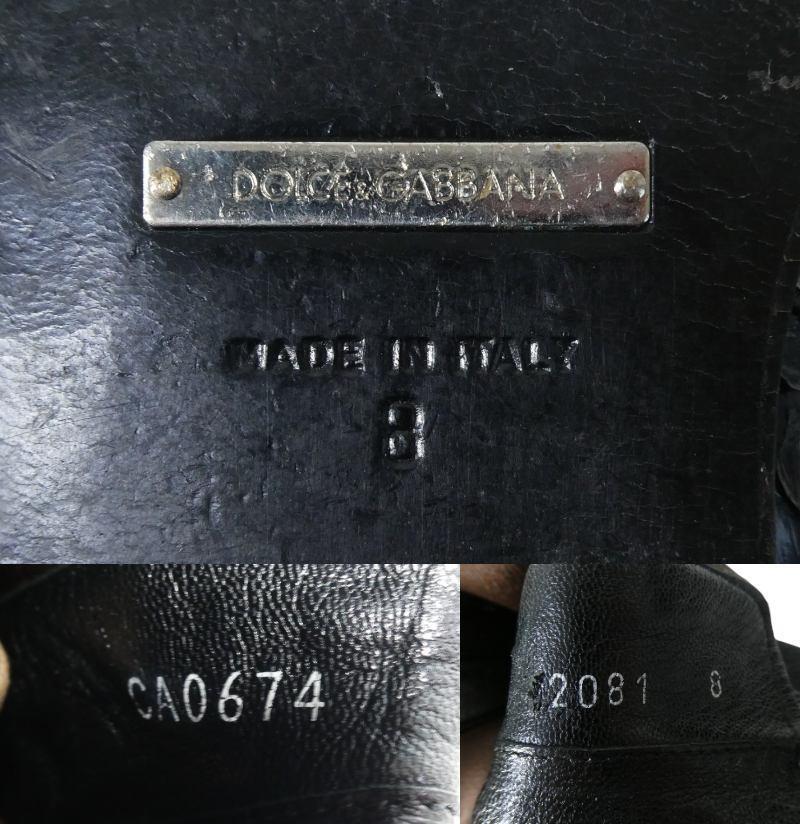 DOLCE&GABBANA
MADE IN ITALY
8
CA0674
2081 8